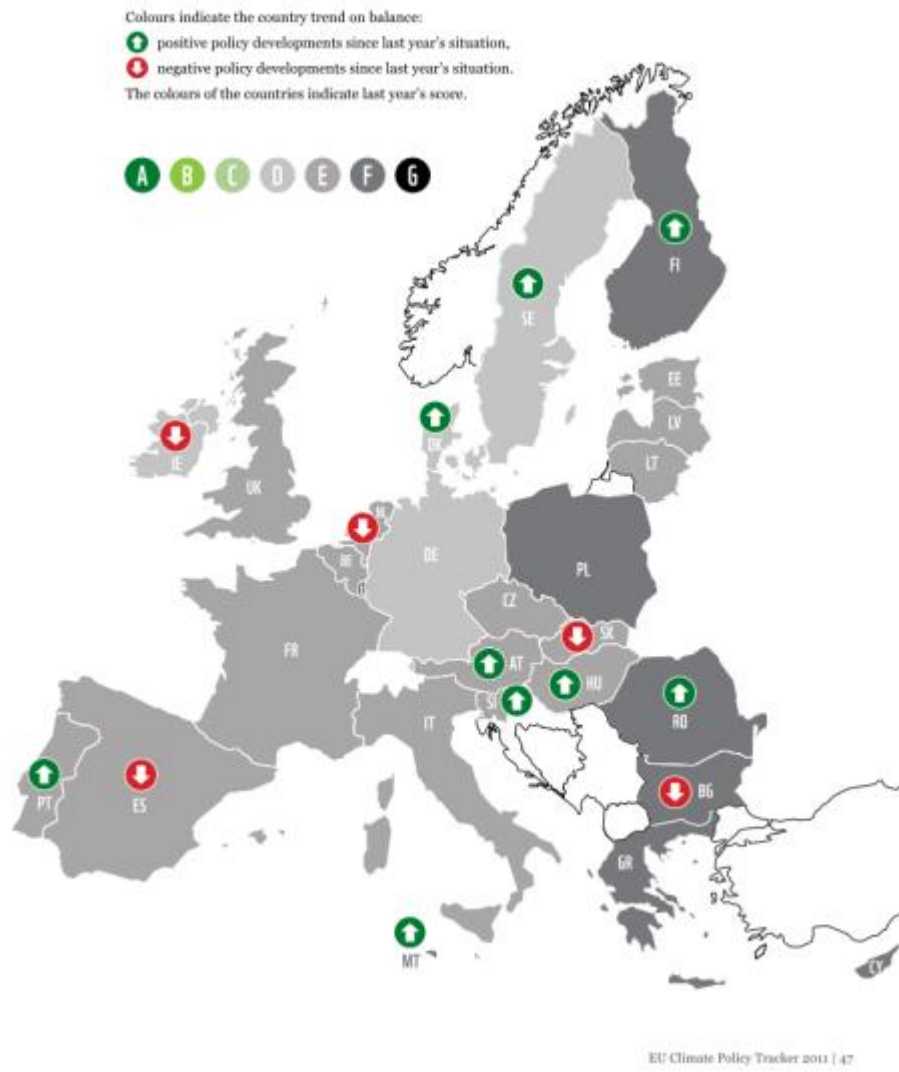 Colours indicate the country trend on balance:
positive policy developments since last year's situation,
negative policy developments since last year's situation.
The colours of the countries indicate last year's score.
A B C D E F G
FI
SE
EE
DK
LV
IE
LT
UK
NL
BE
DE
PL
CZ
SK
FR
AT
HU
SI
IT
RO
PT
ES
BG
GR
MT
CY
EU Climate Policy Tracker 2011 | 47